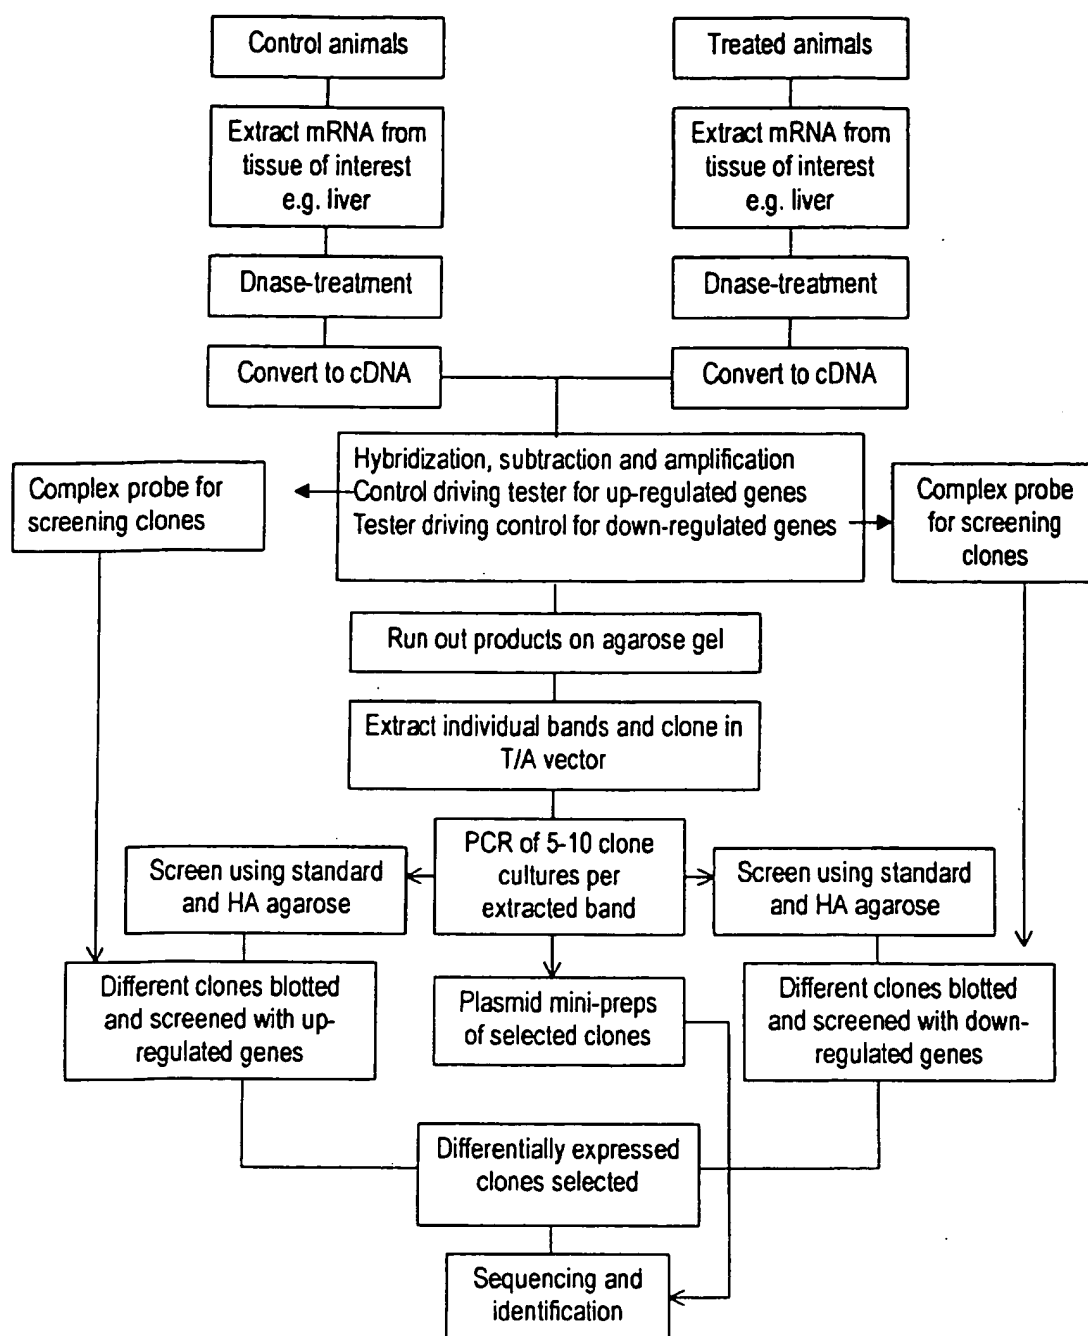 Control animals
Treated animals
Extract mRNA from
tissue of interest
e.g. liver
Extract mRNA from
tissue of interest
e.g. liver
Dnase-treatment
Dnase-treatment
Convert to cDNA
Convert to cDNA
Hybridization, subtraction and amplification
Control driving tester for up-regulated genes
Tester driving control for down-regulated genes
Complex probe for
screening clones
Complex probe
for screening
clones
Run out products on agarose gel
Extract individual bands and clone in
T/A vector
PCR of 5-10 clone
cultures per
extracted band
Screen using standard
and HA agarose
Screen using standard
and HA agarose
Different clones blotted
and screened with up-
regulated genes
Plasmid mini-preps
of selected clones
Different clones blotted
and screened with down-
regulated genes
Differentially expressed
clones selected
Sequencing and
identification